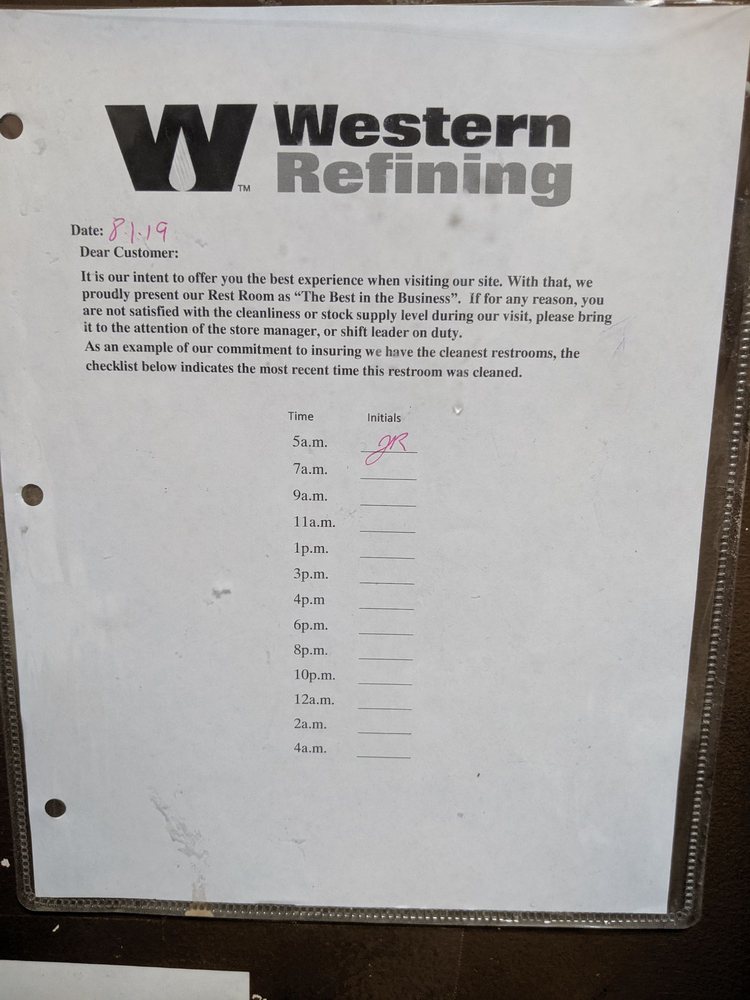 W TM Western
Refining
Date: 8.1.19
Dear Customer:
It is our intent to offer you the best experience when visiting our site. With that, we
proudly present our Rest Room as “The Best in the Business”. If for any reason, you
are not satisfied with the cleanliness or stock supply level during our visit, please bring
it to the attention of the store manager, or shift leader on duty.
As an example of our commitment to insuring we have the cleanest restrooms, the
checklist below indicates the most recent time this restroom was cleaned.
Time Initials
5a.m. JR
7a.m.
9a.m.
11a.m.
1p.m.
3p.m.
4p.m
6p.m.
8p.m.
10p.m.
12a.m.
2a.m.
4a.m.